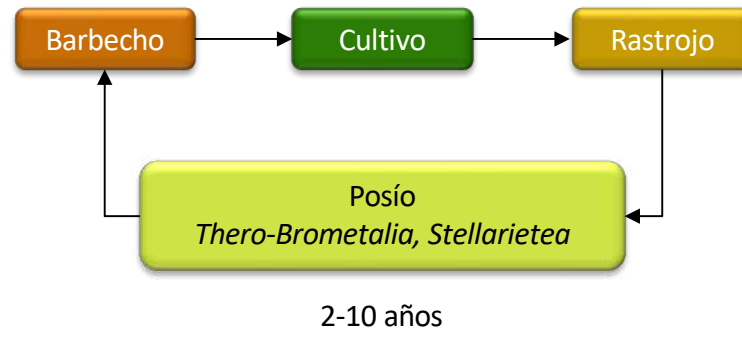 Barbecho
Cultivo
Rastrojo
Posío
Thero-Brometalia, Stellarietea
2-10 años